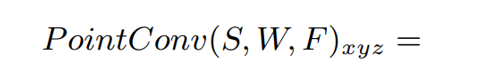 PointConv(S, W, F)_{xyz} =